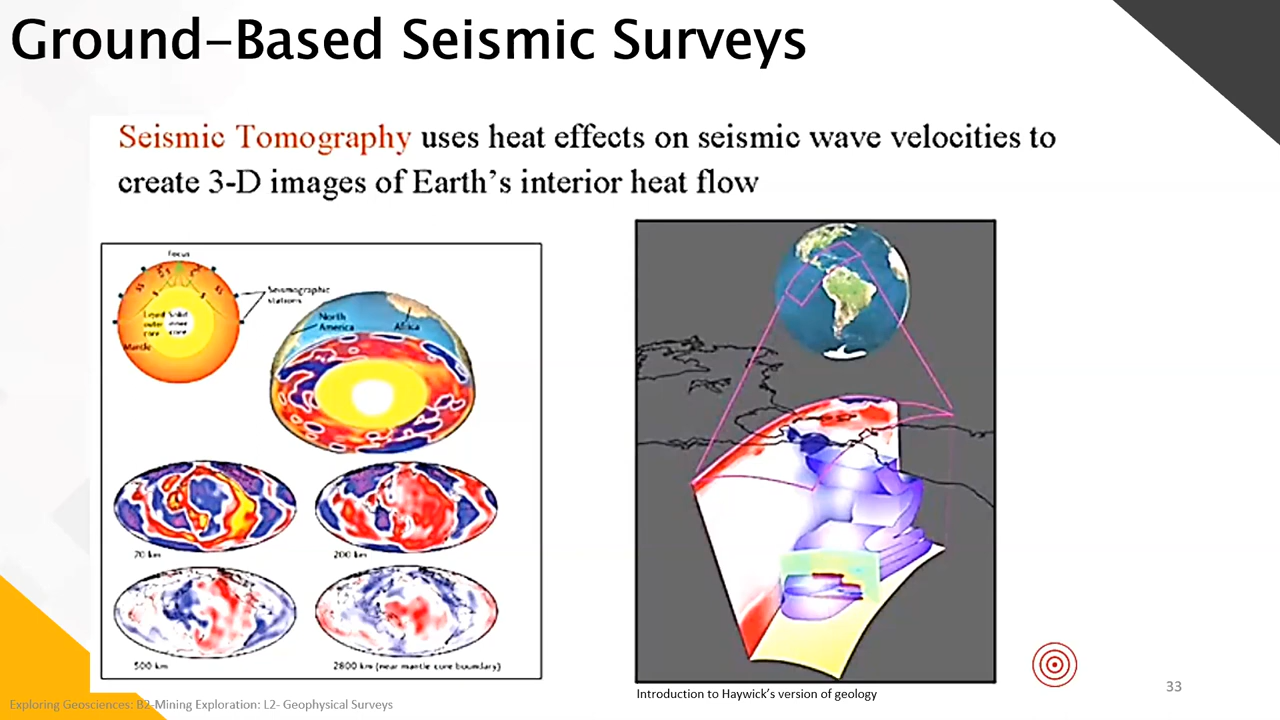 Ground-Based Seismic Surveys
Seismic Tomography uses heat effects on seismic wave velocities to
create 3-D images of Earth's interior heat flow
Focus
Seismographic
stations
Liquid
outer
core
Solid
inner
core
Mantle
North
America
Africa
70 km
200 km
500 km
2800 km (near mantle core boundary)
Introduction to Haywick's version of geology
33
Exploring Geosciences: B2-Mining Exploration: L2- Geophysical Surveys